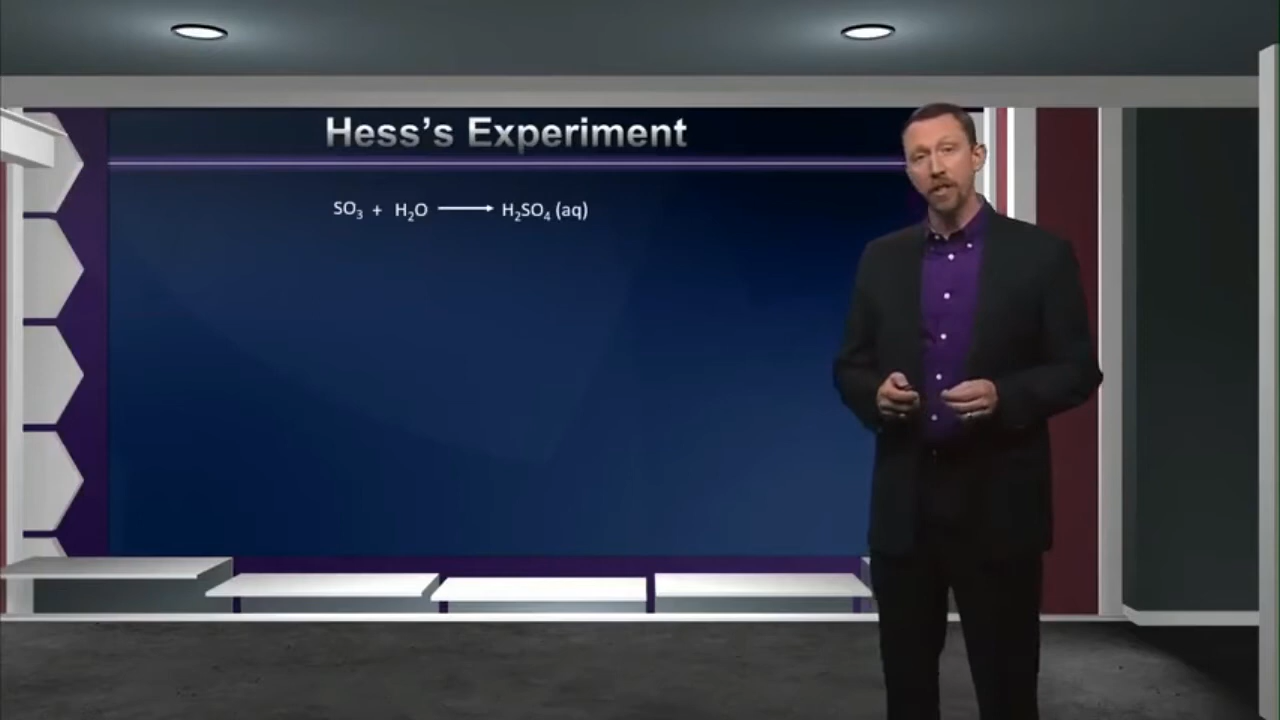 Hess's Experiment
SO₃ + H₂O ⟶ H₂SO₄ (aq)